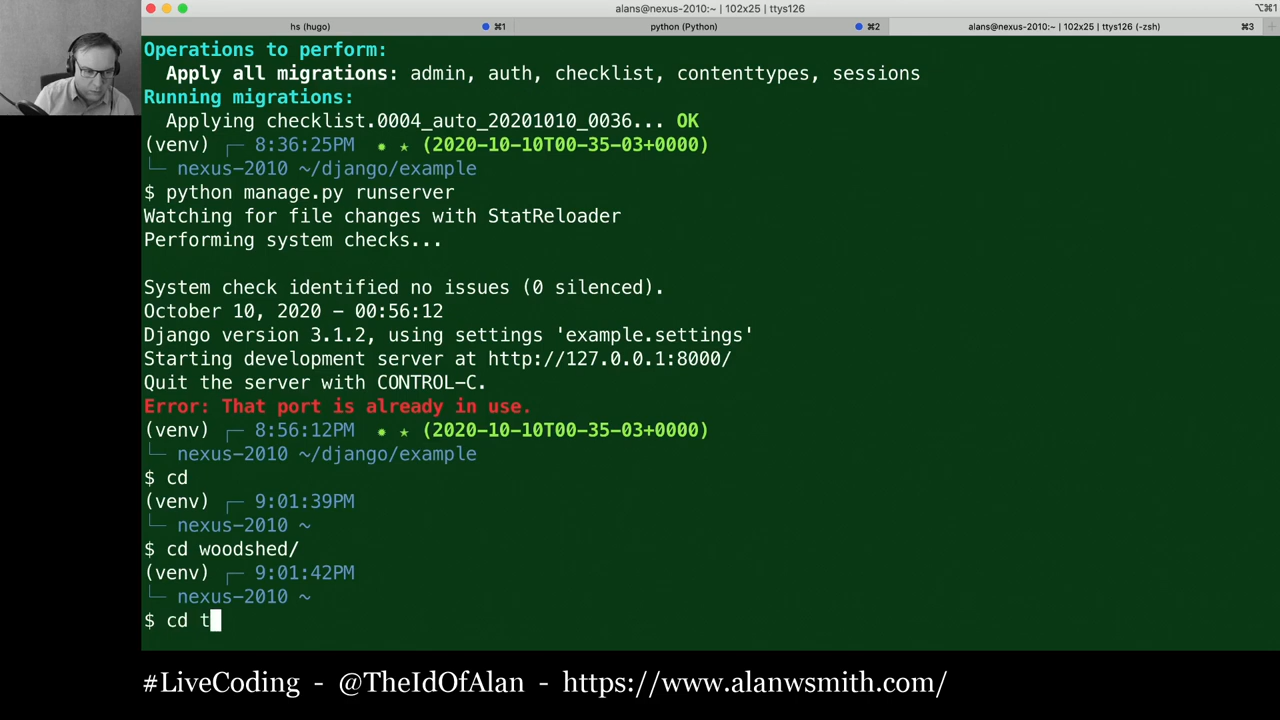 alans@nexus-2010:~ | 102x25 | ttys126
⌥⌘1
hs (hugo)
⌘1
python (Python)
⌘2
alans@nexus-2010:~ | 102x25 | ttys126 (-zsh)
⌘3
Operations to perform:
Apply all migrations: admin, auth, checklist, contenttypes, sessions
Running migrations:
Applying checklist.0004_auto_20201010_0036... OK
(venv) ┌─ 8:36:25PM ✹ ★ (2020-10-10T00-35-03+0000)
└─ nexus-2010 ~/django/example
$ python manage.py runserver
Watching for file changes with StatReloader
Performing system checks...
System check identified no issues (0 silenced).
October 10, 2020 - 00:56:12
Django version 3.1.2, using settings 'example.settings'
Starting development server at http://127.0.0.1:8000/
Quit the server with CONTROL-C.
Error: That port is already in use.
(venv) ┌─ 8:56:12PM ✹ ★ (2020-10-10T00-35-03+0000)
└─ nexus-2010 ~/django/example
$ cd
(venv) ┌─ 9:01:39PM
└─ nexus-2010 ~
$ cd woodshed/
(venv) ┌─ 9:01:42PM
└─ nexus-2010 ~
$ cd t
#LiveCoding - @TheIdOfAlan - https://www.alanwsmith.com/